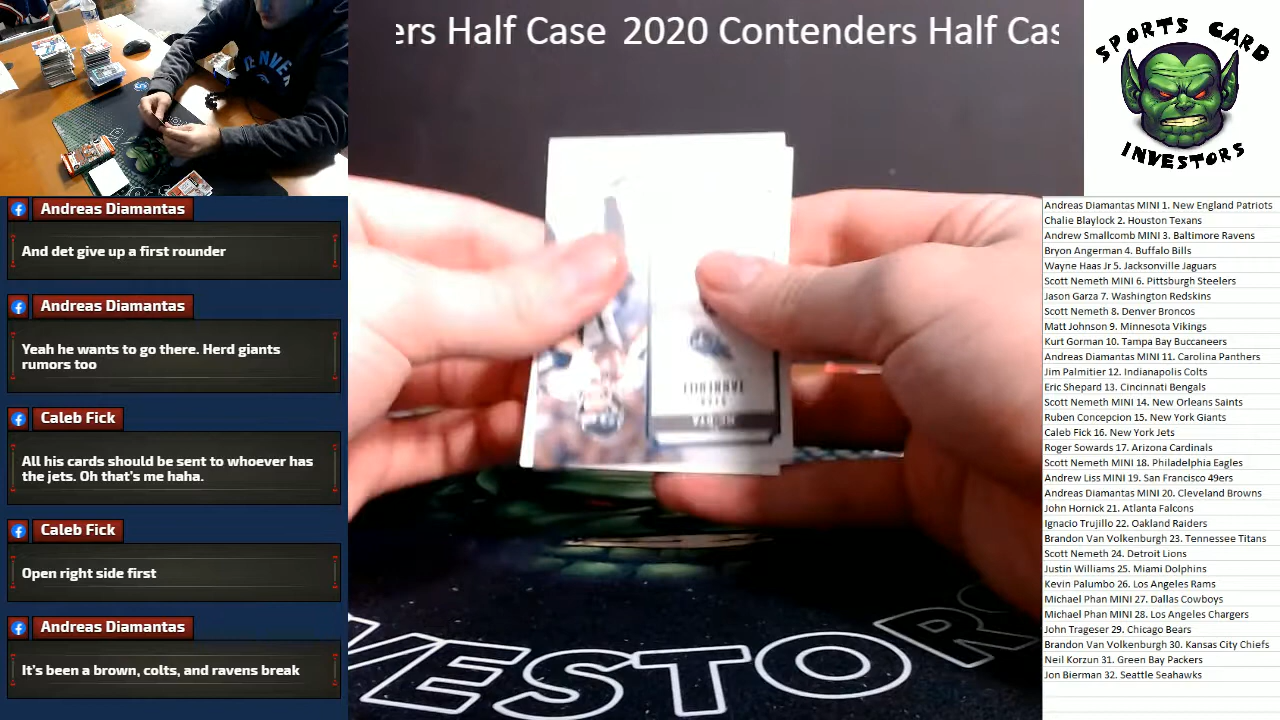 ers Half Case 2020 Contenders Half Cas
SPORTS CARD
INVESTORS
DENVER
Andreas Diamantas
And det give up a first rounder
Andreas Diamantas
Yeah he wants to go there. Herd giants
rumors too
Caleb Fick
All his cards should be sent to whoever has
the jets. Oh that's me haha.
Caleb Fick
Open right side first
Andreas Diamantas
It's been a brown, colts, and ravens break
VESTOR
Andreas Diamantas MINI 1. New England Patriots
Chalie Blaylock 2. Houston Texans
Andrew Smallcomb MINI 3. Baltimore Ravens
Bryon Angerman 4. Buffalo Bills
Wayne Haas Jr 5. Jacksonville Jaguars
Scott Nemeth MINI 6. Pittsburgh Steelers
Jason Garza 7. Washington Redskins
Scott Nemeth 8. Denver Broncos
Matt Johnson 9. Minnesota Vikings
Kurt Gorman 10. Tampa Bay Buccaneers
Andreas Diamantas MINI 11. Carolina Panthers
Jim Palmitier 12. Indianapolis Colts
Eric Shepard 13. Cincinnati Bengals
Scott Nemeth MINI 14. New Orleans Saints
Ruben Concepcion 15. New York Giants
Caleb Fick 16. New York Jets
Roger Sowards 17. Arizona Cardinals
Scott Nemeth MINI 18. Philadelphia Eagles
Andrew Liss MINI 19. San Francisco 49ers
Andreas Diamantas MINI 20. Cleveland Browns
John Hornick 21. Atlanta Falcons
Ignacio Trujillo 22. Oakland Raiders
Brandon Van Volkenburgh 23. Tennessee Titans
Scott Nemeth 24. Detroit Lions
Justin Williams 25. Miami Dolphins
Kevin Palumbo 26. Los Angeles Rams
Michael Phan MINI 27. Dallas Cowboys
Michael Phan MINI 28. Los Angeles Chargers
John Trageser 29. Chicago Bears
Brandon Van Volkenburgh 30. Kansas City Chiefs
Neil Korzun 31. Green Bay Packers
Jon Bierman 32. Seattle Seahawks